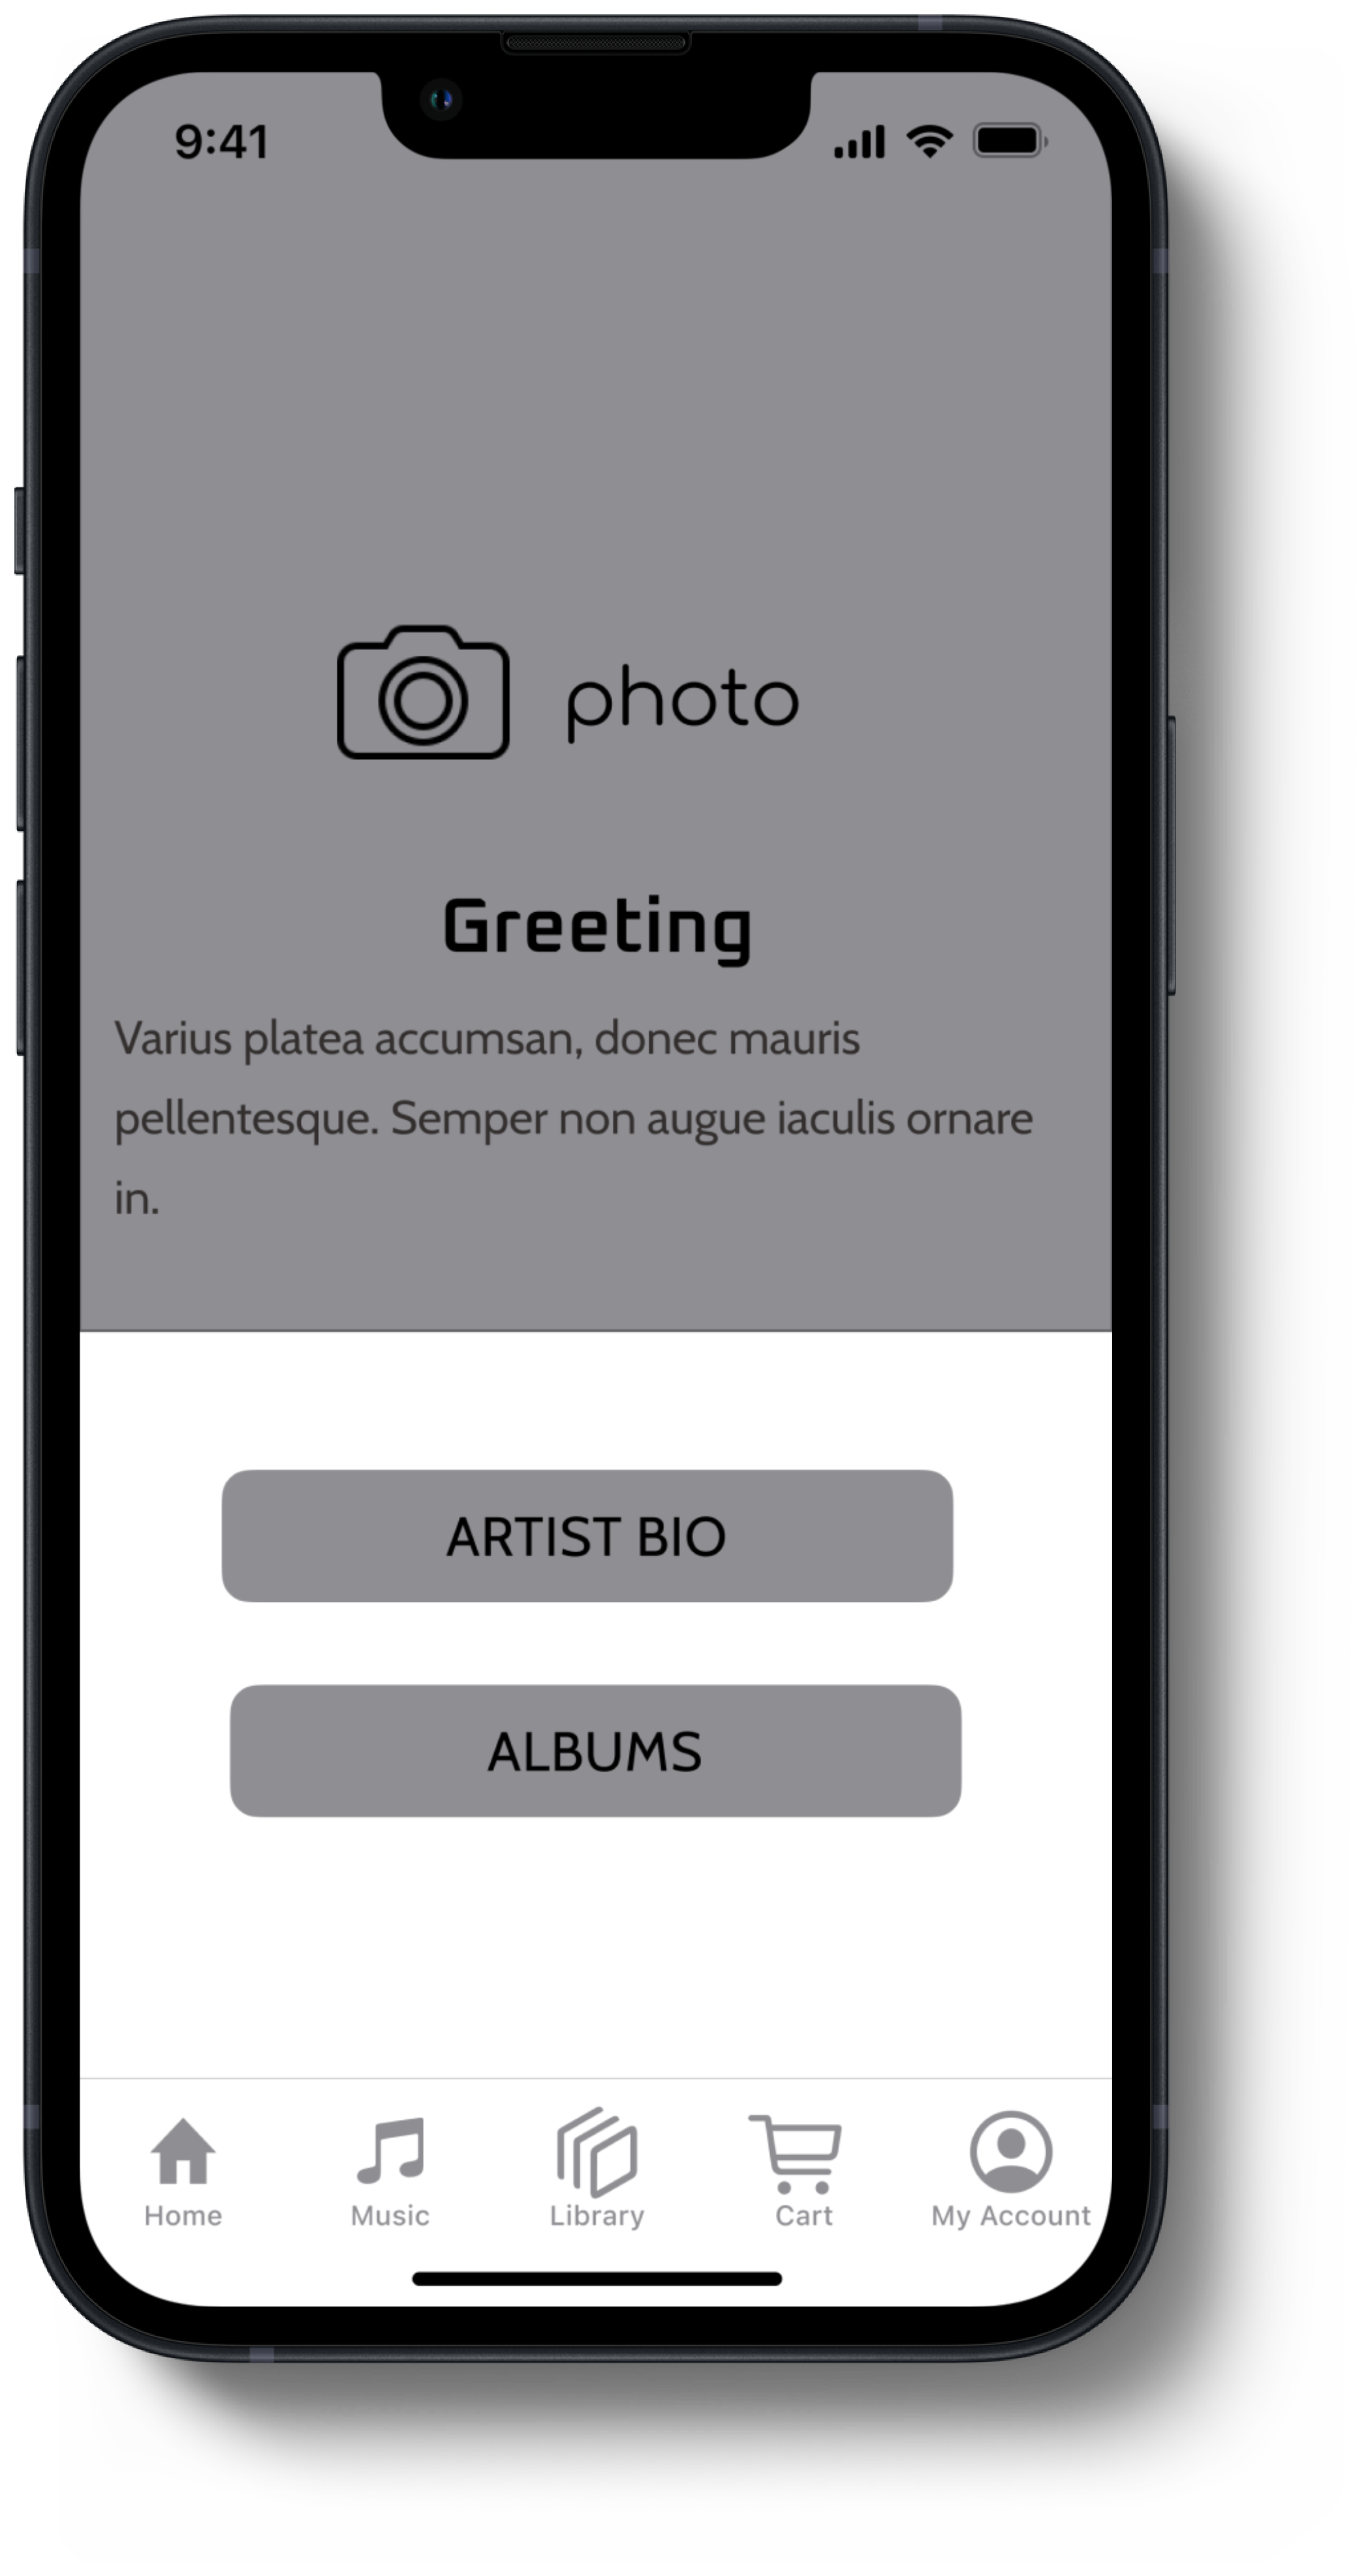 9:41
photo
Greeting
Varius platea accumsan, donec mauris
pellentesque. Semper non augue iaculis ornare
in.
ARTIST BIO
ALBUMS
Home Music Library Cart My Account